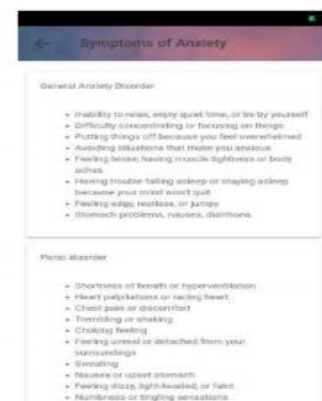 Symptoms of Anxiety
General Anxiety Disorder
Inability to relax, enjoy quiet time, or be by yourself
Difficulty concentrating or focusing on things
Putting things off because you feel overwhelmed
Avoiding situations that make you anxious
Feeling tense; having muscle tightness or body
aches
Having trouble falling asleep or staying asleep
because your mind won't quit
Feeling edgy, restless, or jumpy
Stomach problems, nausea, diarrhoea
Panic disorder
Shortness of breath or hyperventilation
Heart palpitations or racing heart
Chest pain or discomfort
Trembling or shaking
Choking feeling
Feeling unreal or detached from your
surroundings
Sweating
Nausea or upset stomach
Feeling dizzy, light-headed, or faint
Numbness or tingling sensations